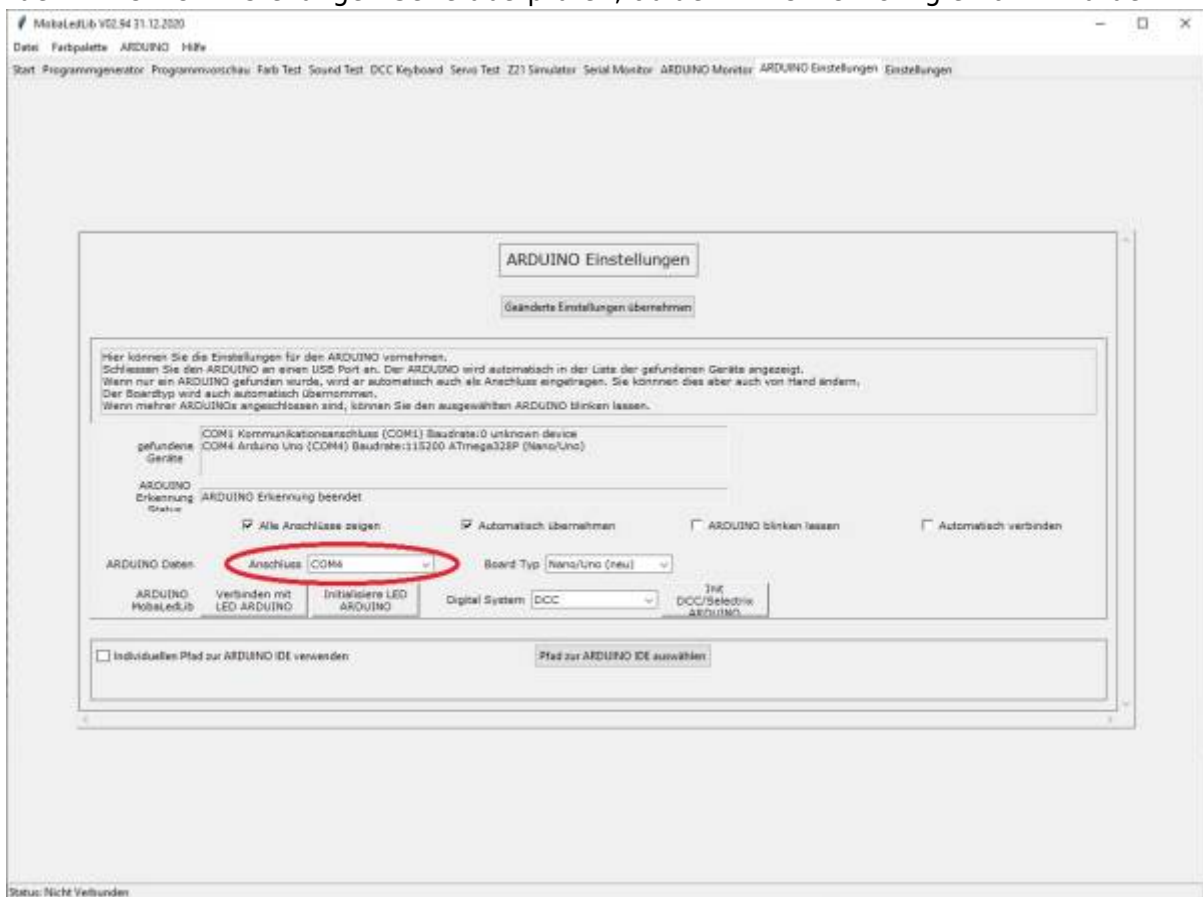 MobaLedLib V02.94 31.12.2020
Datei Farbpalette ARDUINO Hilfe
Start Programmgenerator Programmvorschau Farb Test Sound Test DCC Keyboard Servo Test Z21 Simulator Serial Monitor ARDUINO Monitor ARDUINO Einstellungen Einstellungen
ARDUINO Einstellungen
Geänderte Einstellungen übernehmen
Hier können Sie die Einstellungen für den ARDUINO vornehmen.
Schliessen Sie den ARDUINO an einen USB Port an. Der ARDUINO wird automatisch in der Liste der gefundenen Geräte angezeigt.
Wenn nur ein ARDUINO gefunden wurde, wird er automatisch auch als Anschluss eingetragen. Sie könnnen dies aber auch von Hand ändern.
Der Boardtyp wird auch automatisch übernommen.
Wenn mehrer ARDUINOs angeschlossen sind, können Sie den ausgewählten ARDUINO blinken lassen.
gefundene Geräte
COM1 Kommunikationsanschluss (COM1) Baudrate:0 unknown device
COM4 Arduino Uno (COM4) Baudrate:115200 ATmega328P (Nano/Uno)
ARDUINO Erkennung Status
ARDUINO Erkennung beendet
Alle Anschlüsse zeigen Automatisch übernehmen ARDUINO blinken lassen Automatisch verbinden
ARDUINO Daten Anschluss COM4 Board Typ Nano/Uno (neu)
ARDUINO MobaLedLib
Verbinden mit LED ARDUINO
Initialisiere LED ARDUINO
Digital System DCC
Init DCC/Selectrix ARDUINO
Individuellen Pfad zur ARDUINO IDE verwenden Pfad zur ARDUINO IDE auswählen
Status: Nicht Verbunden